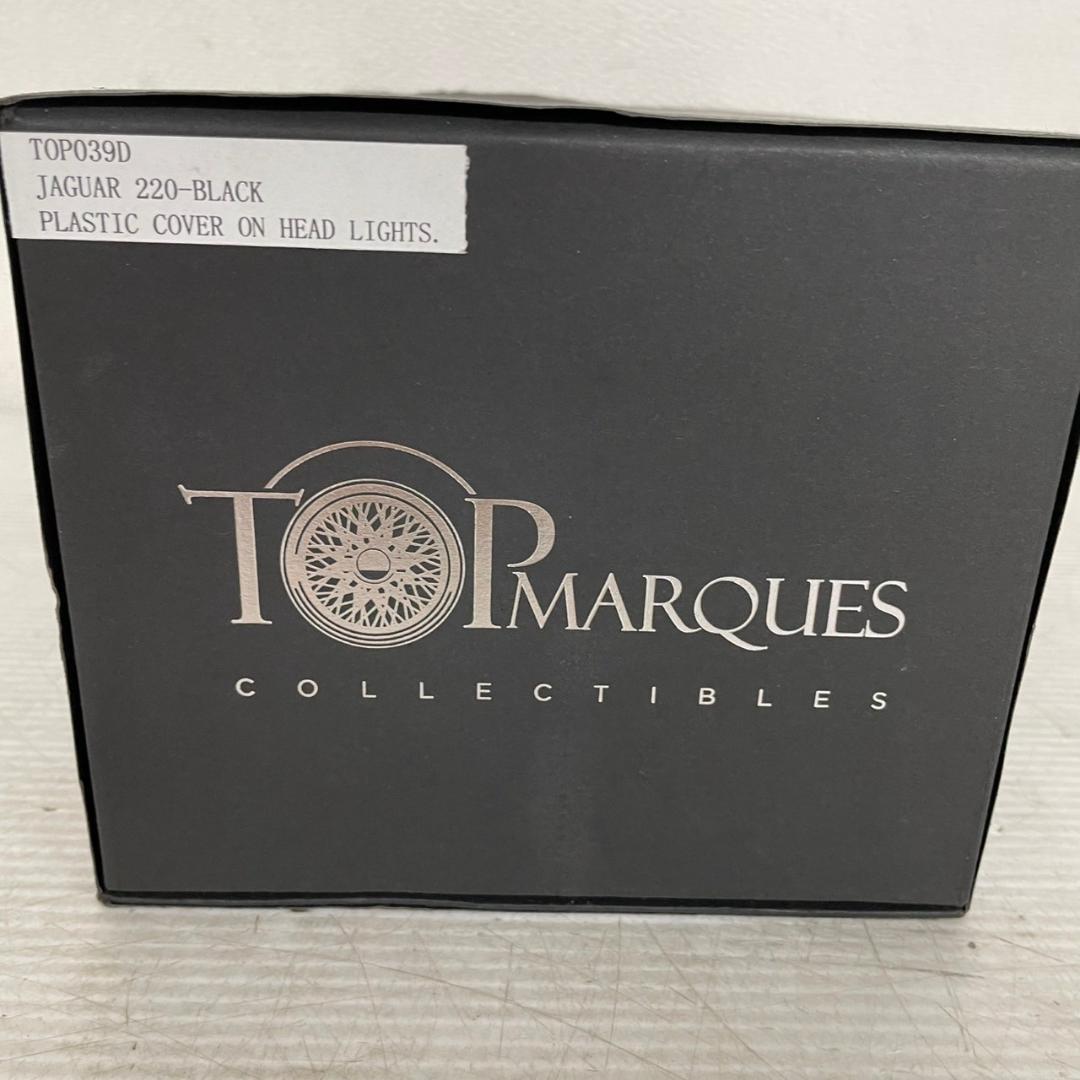 TOP039D
JAGUAR 220-BLACK
PLASTIC COVER ON HEAD LIGHTS.
TOPMARQUES
COLLECTIBLES